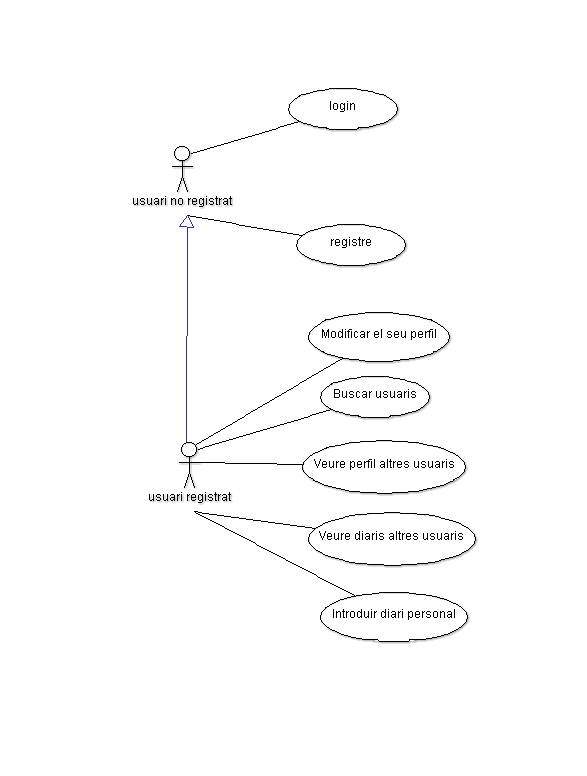 login
usuari no registrat
registre
Modificar el seu perfil
Buscar usuaris
Veure perfil altres usuaris
usuari registrat
Veure diaris altres usuaris
Introduir diari personal